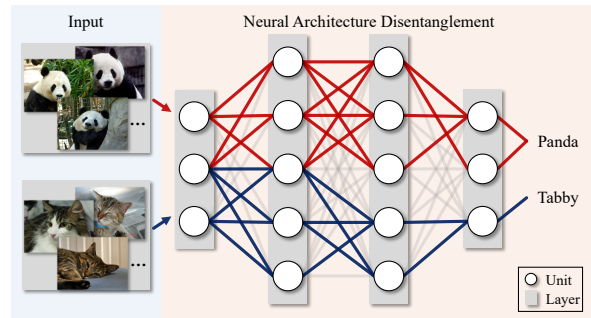 Input
Neural Architecture Disentanglement
...
Panda
Tabby
...
Unit
Layer